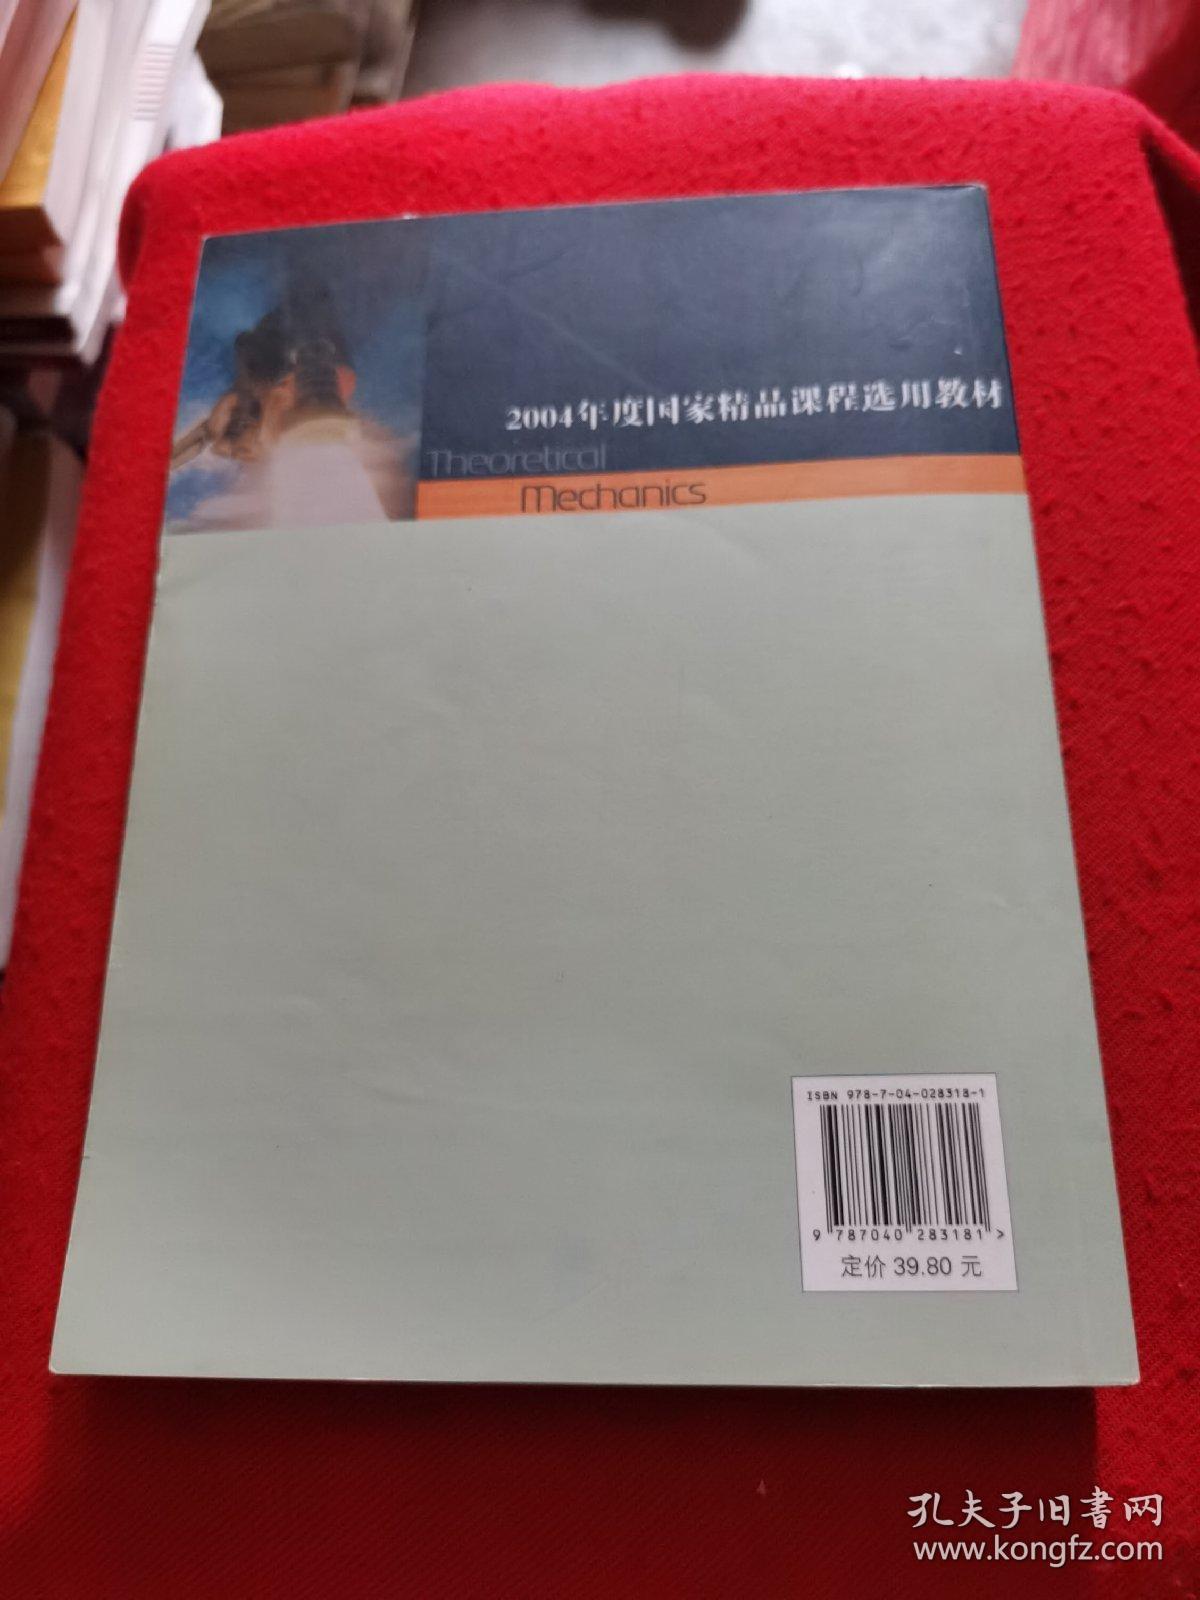 2004年度国家精品课程选用教材
Theoretical
Mechanics
ISBN 978-7-04-028318-1
9 787040 283181 >
定价 39.80 元
孔夫子旧书网
www.kongfz.com